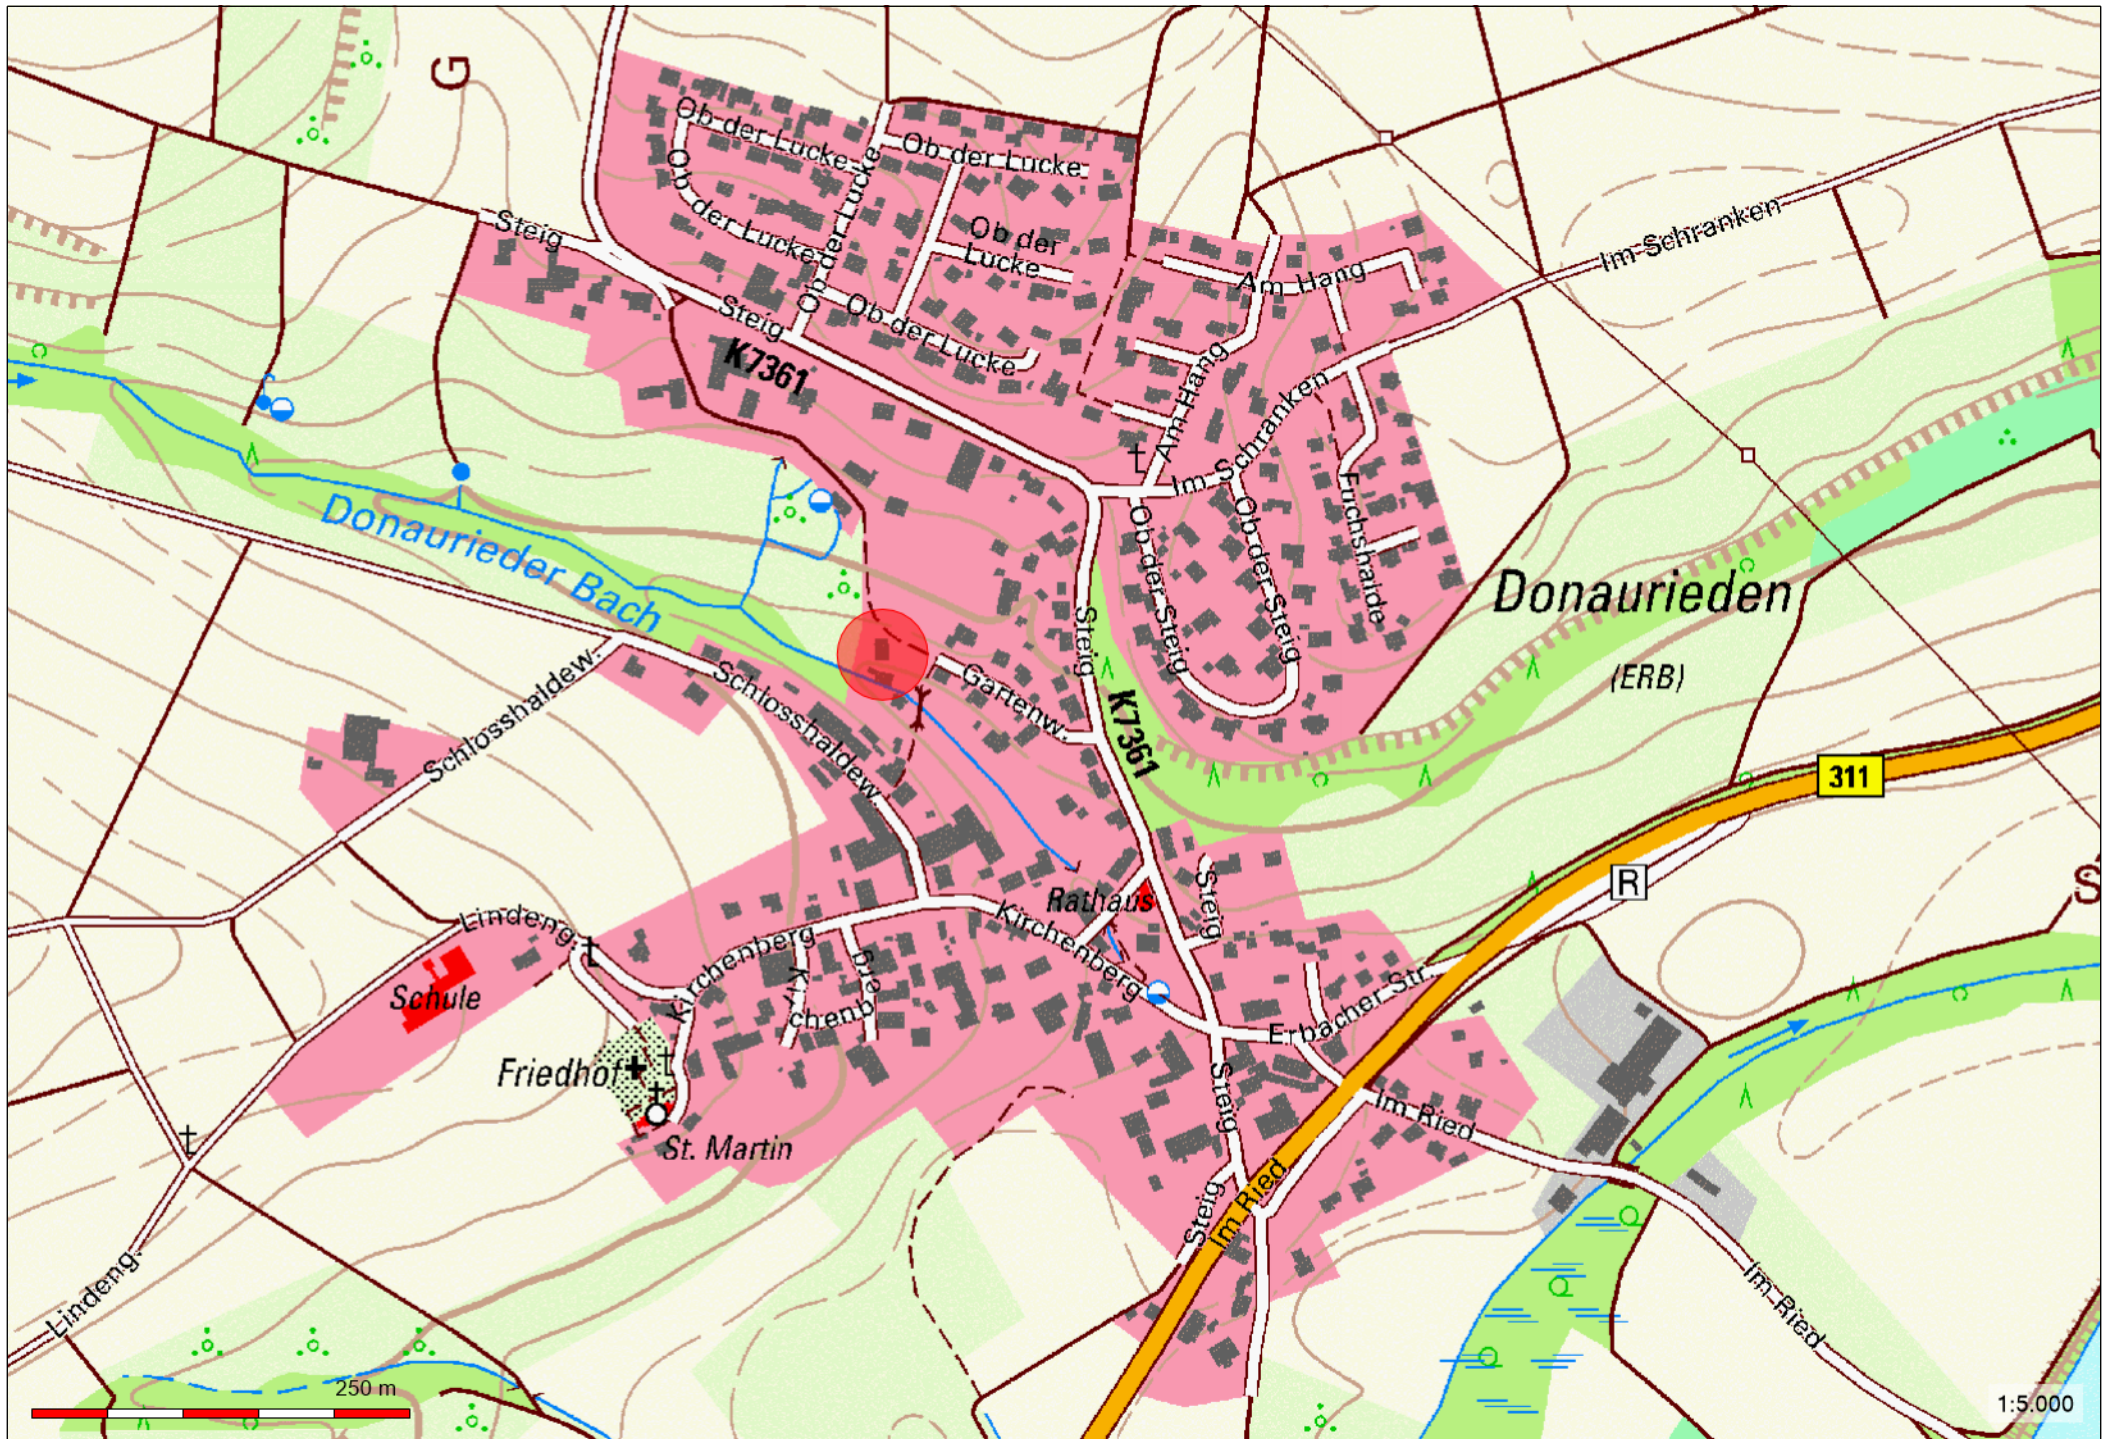 G
Ob der Lucke
Ob der Lucke
Ob der Lucke
Ob der Lucke
Ob der
Lucke
Steig
Im Schranken
Am Hang
Steig
Ob der Lucke
K7361
Am Hang
Im Schranken
Donaurieder Bach
Ob der Steig
Ob der Steig
Fuchshalde
Donaurieden
(ERB)
Steig
Gartenw.
K7361
Schlosshaldew.
Schlosshaldew.
311
R
S
Rathaus
Steig
Lindeng.
Kirchenberg
Kirchenberg
Schule
Kir
chenb
erg
Erbacher Str.
Friedhof
St. Martin
Steig
Im Ried
Steig
Im Ried
Lindeng.
Im Ried
250 m
1:5.000